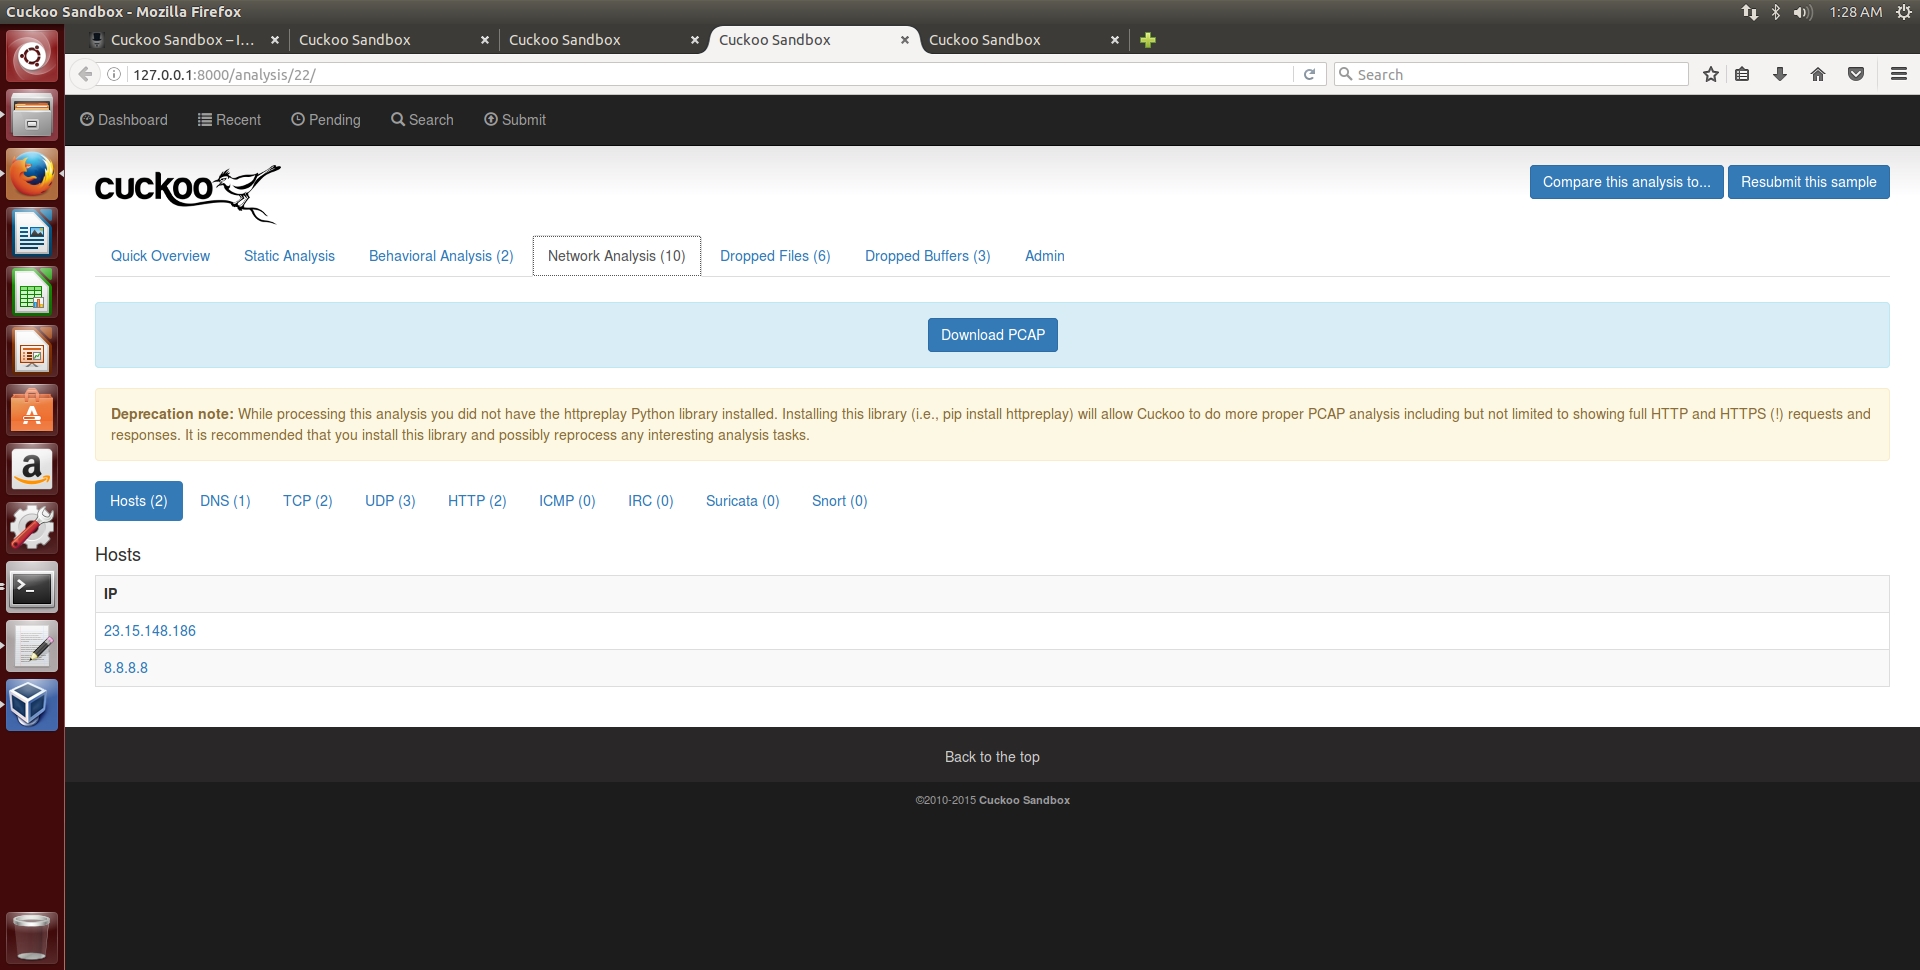 Cuckoo Sandbox - Mozilla Firefox
1:28 AM
Cuckoo Sandbox – I...
Cuckoo Sandbox
Cuckoo Sandbox
Cuckoo Sandbox
Cuckoo Sandbox
127.0.0.1:8000/analysis/22/
Search
Dashboard
Recent
Pending
Search
Submit
cuckoo
Compare this analysis to...
Resubmit this sample
Quick Overview
Static Analysis
Behavioral Analysis (2)
Network Analysis (10)
Dropped Files (6)
Dropped Buffers (3)
Admin
Download PCAP
Deprecation note: While processing this analysis you did not have the httpreplay Python library installed. Installing this library (i.e., pip install httpreplay) will allow Cuckoo to do more proper PCAP analysis including but not limited to showing full HTTP and HTTPS (!) requests and
responses. It is recommended that you install this library and possibly reprocess any interesting analysis tasks.
Hosts (2)
DNS (1)
TCP (2)
UDP (3)
HTTP (2)
ICMP (0)
IRC (0)
Suricata (0)
Snort (0)
Hosts
IP
23.15.148.186
8.8.8.8
Back to the top
©2010-2015 Cuckoo Sandbox